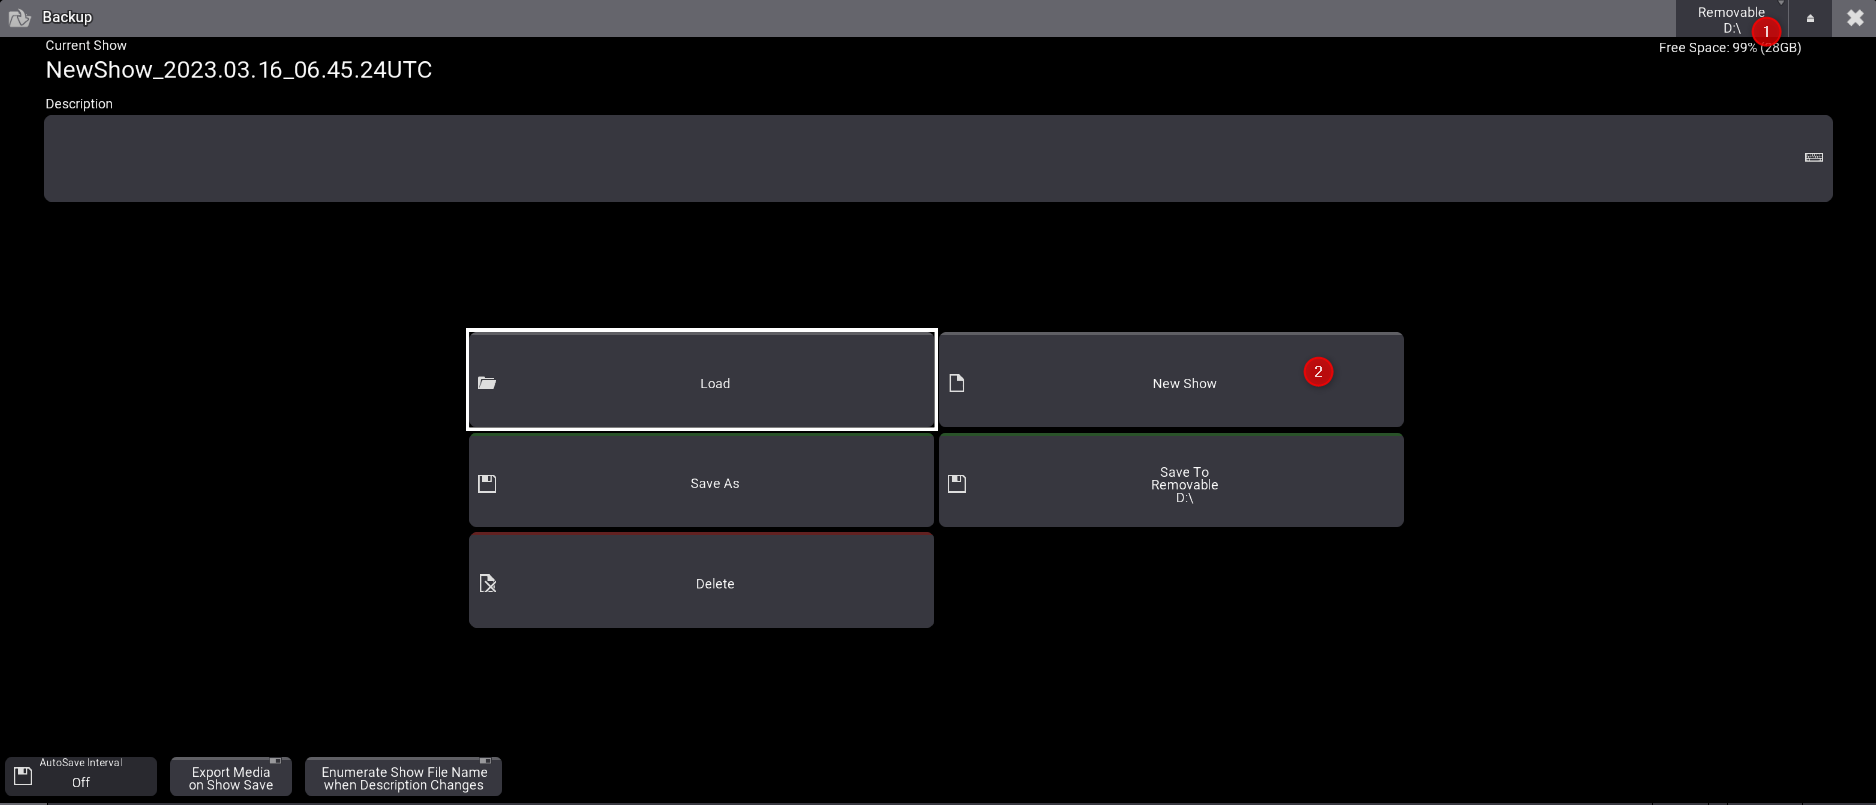 Backup
Removable
D:\
1
Current Show
Free Space: 99% (28GB)
NewShow_2023.03.16_06.45.24UTC
Description
Load
New Show
2
Save As
Save To
Removable
D:\
Delete
AutoSave Interval
Off
Export Media
on Show Save
Enumerate Show File Name
when Description Changes